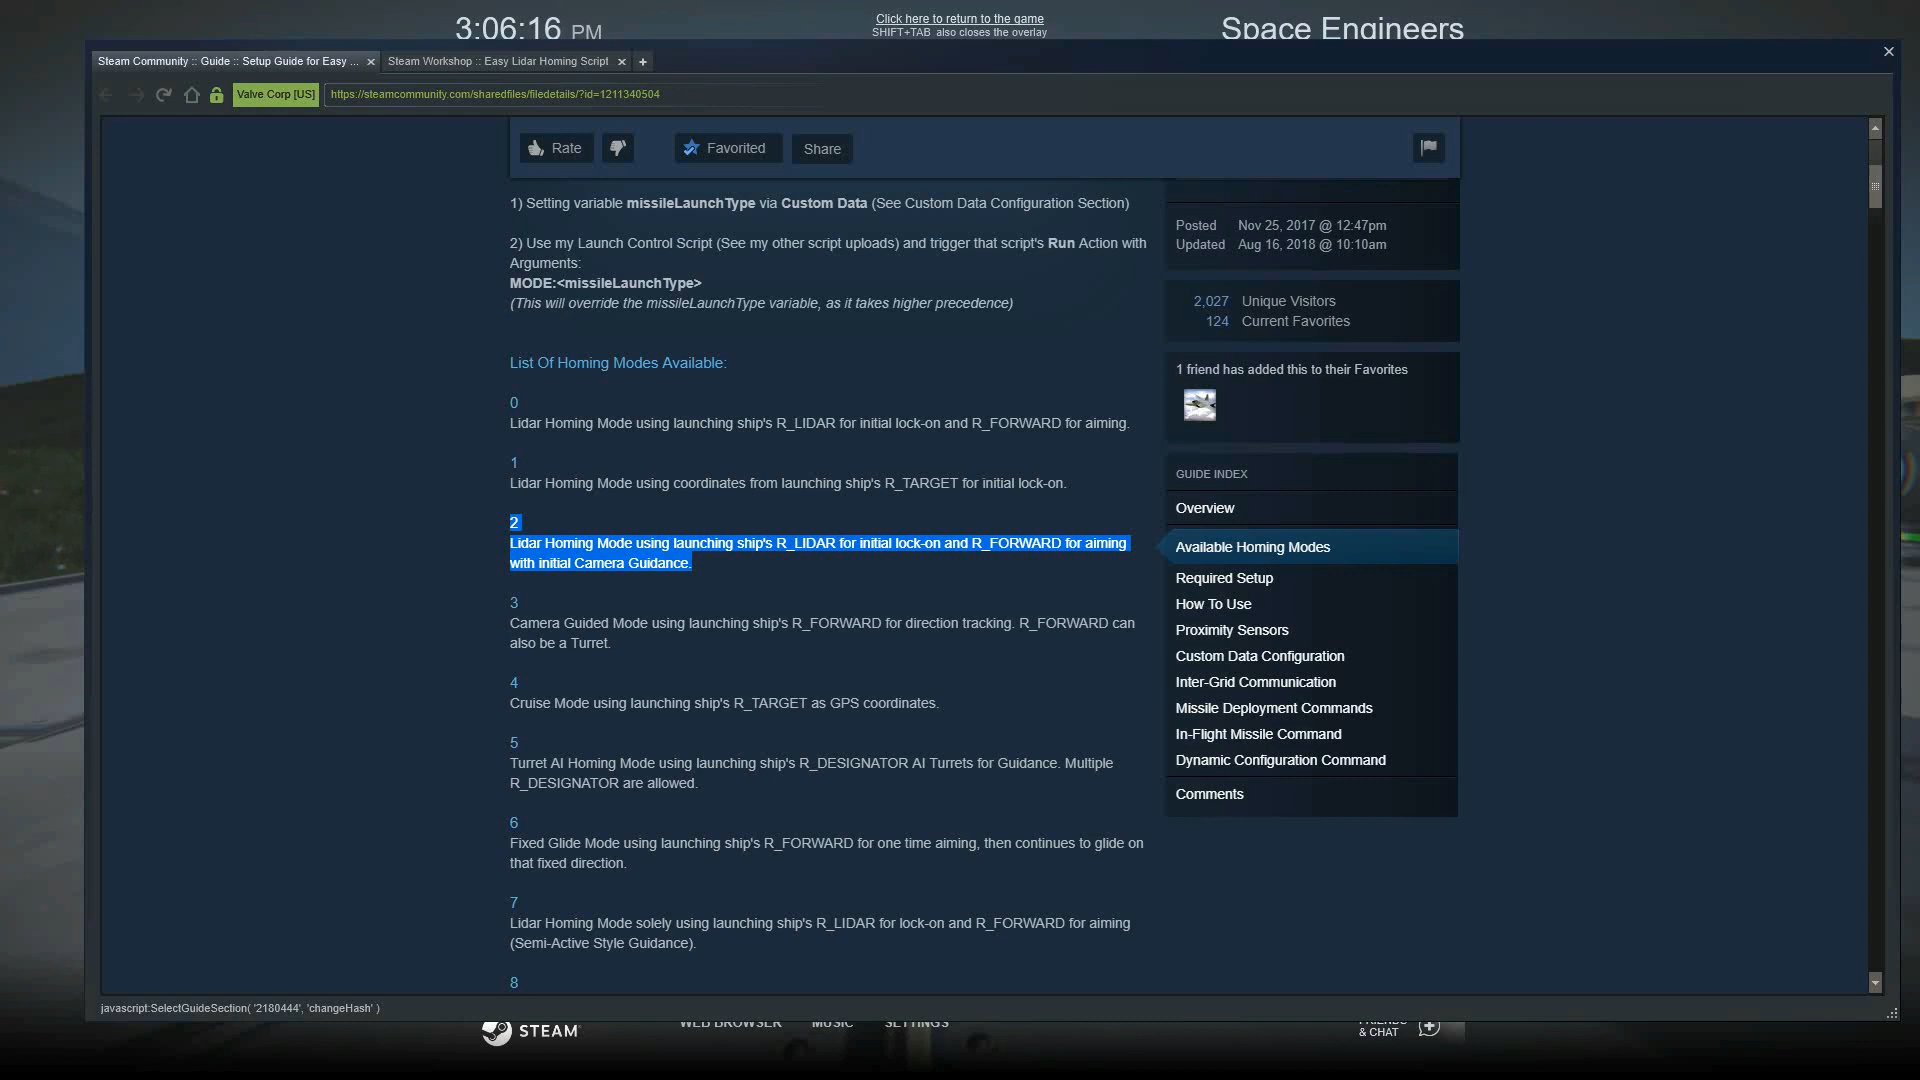 3:06:16 PM
Click here to return to the game
SHIFT+TAB also closes the overlay
Space Engineers
Steam Community :: Guide :: Setup Guide for Easy ...
Steam Workshop :: Easy Lidar Homing Script
Valve Corp [US]
https://steamcommunity.com/sharedfiles/filedetails/?id=1211340504
Rate
Favorited
Share
1) Setting variable missileLaunchType via Custom Data (See Custom Data Configuration Section)
2) Use my Launch Control Script (See my other script uploads) and trigger that script's Run Action with
Arguments:
MODE:<missileLaunchType>
(This will override the missileLaunchType variable, as it takes higher precedence)
List Of Homing Modes Available:
0
Lidar Homing Mode using launching ship's R_LIDAR for initial lock-on and R_FORWARD for aiming.
1
Lidar Homing Mode using coordinates from launching ship's R_TARGET for initial lock-on.
2
Lidar Homing Mode using launching ship's R_LIDAR for initial lock-on and R_FORWARD for aiming
with initial Camera Guidance.
3
Camera Guided Mode using launching ship's R_FORWARD for direction tracking. R_FORWARD can
also be a Turret.
4
Cruise Mode using launching ship's R_TARGET as GPS coordinates.
5
Turret AI Homing Mode using launching ship's R_DESIGNATOR AI Turrets for Guidance. Multiple
R_DESIGNATOR are allowed.
6
Fixed Glide Mode using launching ship's R_FORWARD for one time aiming, then continues to glide on
that fixed direction.
7
Lidar Homing Mode solely using launching ship's R_LIDAR for lock-on and R_FORWARD for aiming
(Semi-Active Style Guidance).
8
Posted Nov 25, 2017 @ 12:47pm
Updated Aug 16, 2018 @ 10:10am
2,027 Unique Visitors
124 Current Favorites
1 friend has added this to their Favorites
GUIDE INDEX
Overview
Available Homing Modes
Required Setup
How To Use
Proximity Sensors
Custom Data Configuration
Inter-Grid Communication
Missile Deployment Commands
In-Flight Missile Command
Dynamic Configuration Command
Comments
javascript:SelectGuideSection( '2180444', 'changeHash' )
STEAM
WEB BROWSER
MUSIC
SETTINGS
FRIENDS
& CHAT